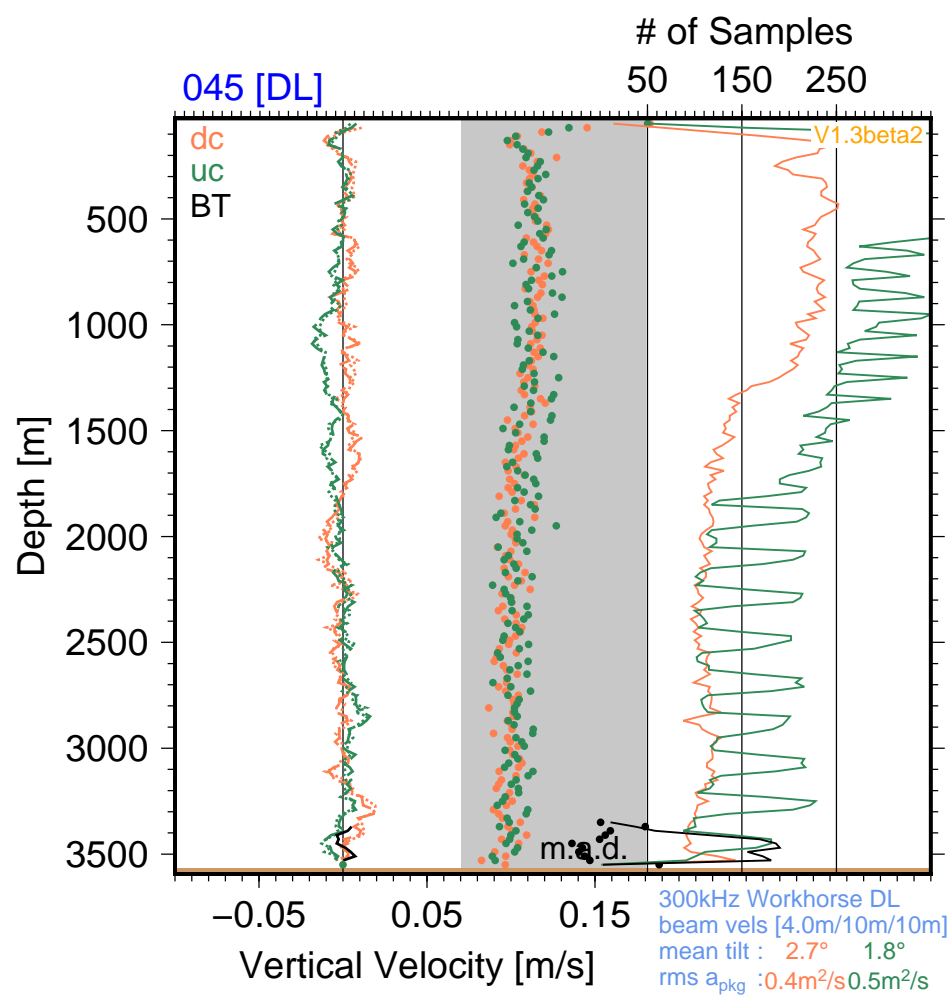 # of Samples
50 150 250
045 [DL]
dc
uc
BT
V1.3beta2
500
1000
1500
2000
2500
3000
3500
Depth [m]
m.a.d.
−0.05 0.05 0.15
Vertical Velocity [m/s]
300kHz Workhorse DL
beam vels [4.0m/10m/10m]
mean tilt : 2.7° 1.8°
rms apkg :0.4m²/s 0.5m²/s